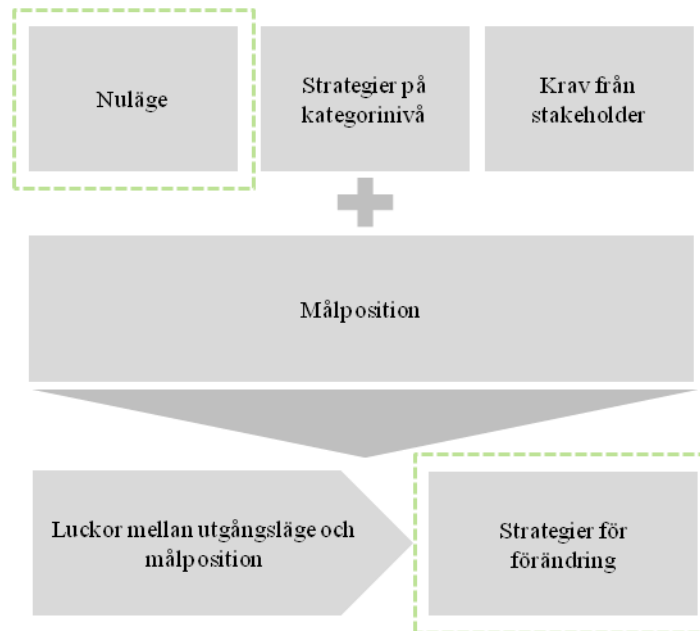 Nuläge
Strategier på
kategorinivå
Krav från
stakeholder
Målposition
Luckor mellan utgångsläge och
målposition
Strategier för
förändring